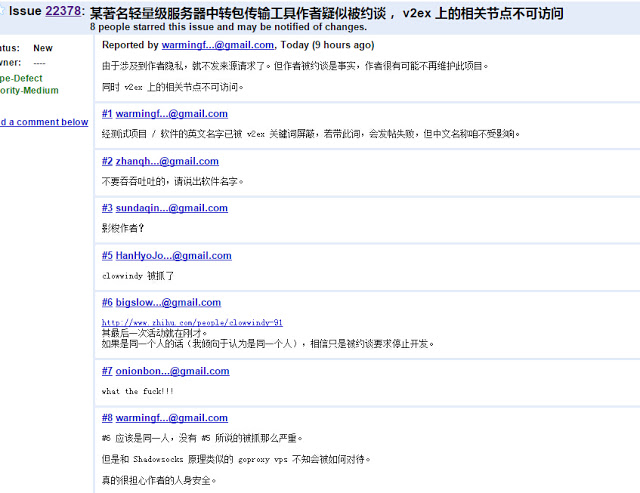 Issue 22378: 某著名轻量级服务器中转包传输工具作者疑似被约谈， v2ex 上的相关节点不可访问
8 people starred this issue and may be notified of changes.
tus: New
wner: ----
pe-Defect
ority-Medium
d a comment below
Reported by warmingf...@gmail.com, Today (9 hours ago)
由于涉及到作者隐私，就不发来源请求了。但作者被约谈是事实，作者很有可能不再维护此项目。
同时 v2ex 上的相关节点不可访问。
#1 warmingf...@gmail.com
经测试项目 / 软件的英文名字已被 v2ex 关键词屏蔽，若带此词，会发帖失败，但中文名称暂不受影响。
#2 zhanqh...@gmail.com
不要吞吞吐吐的，请说出软件名字。
#3 sundaqin...@gmail.com
影梭作者？
#5 HanHyoJo...@gmail.com
clowwindy 被抓了
#6 bigslow...@gmail.com
http://www.zhihu.com/people/clowwindy-91
其最后一次活动就在刚才。
如果是同一个人的话（我倾向于认为是同一个人），相信只是被约谈要求停止开发。
#7 onionbon...@gmail.com
what the fuck!!!
#8 warmingf...@gmail.com
#6 应该是同一人，没有 #5 所说的被抓那么严重。
但是和 Shadowsocks 原理类似的 goproxy vps 不知会被如何对待。
真的很担心作者的人身安全。